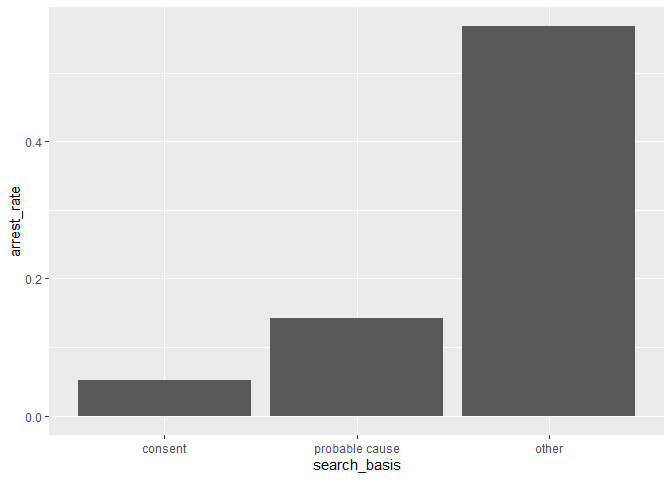 arrest_rate
0.4
0.2
0.0
consent probable cause other
search_basis